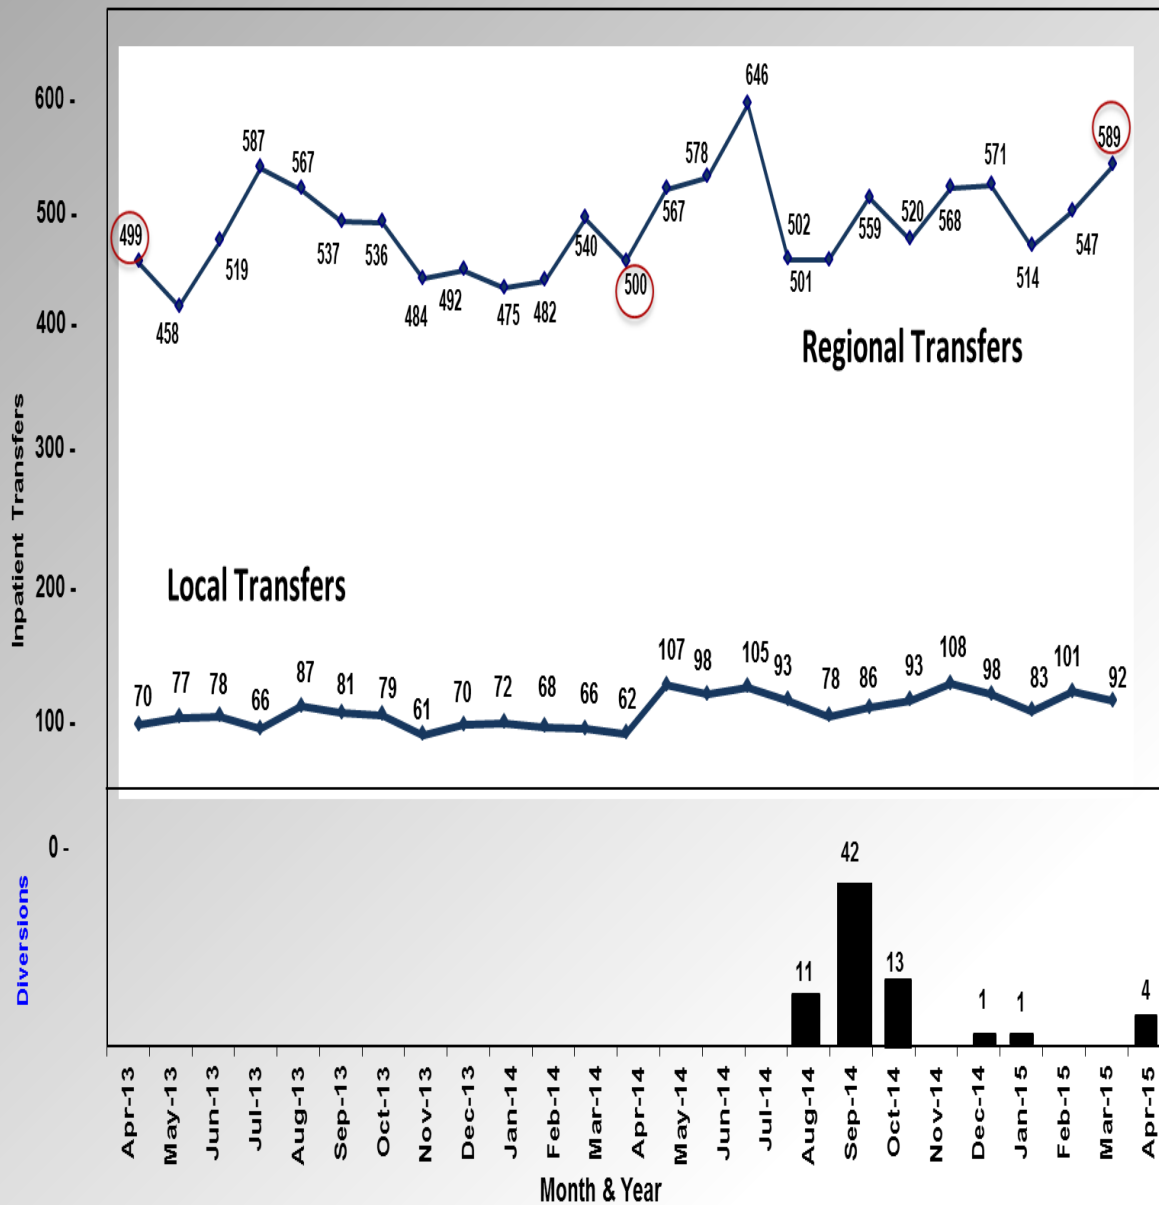 646
600 -
587
567
578
571
589
500 -
499
519
537
536
484
492
475
482
540
500
567
502
501
559
520
568
514
547
458
400 -
Regional Transfers
300 -
Inpatient Transfers
200 -
Local Transfers
100 -
70
77
78
66
87
81
79
61
70
72
68
66
62
107
98
105
93
78
86
93
108
98
83
101
92
0 -
Diversions
11
42
13
1
1
4
Apr-13
May-13
Jun-13
Jul-13
Aug-13
Sep-13
Oct-13
Nov-13
Dec-13
Jan-14
Feb-14
Mar-14
Apr-14
May-14
Jun-14
Jul-14
Aug-14
Sep-14
Oct-14
Nov-14
Dec-14
Jan-15
Feb-15
Mar-15
Apr-15
Month & Year